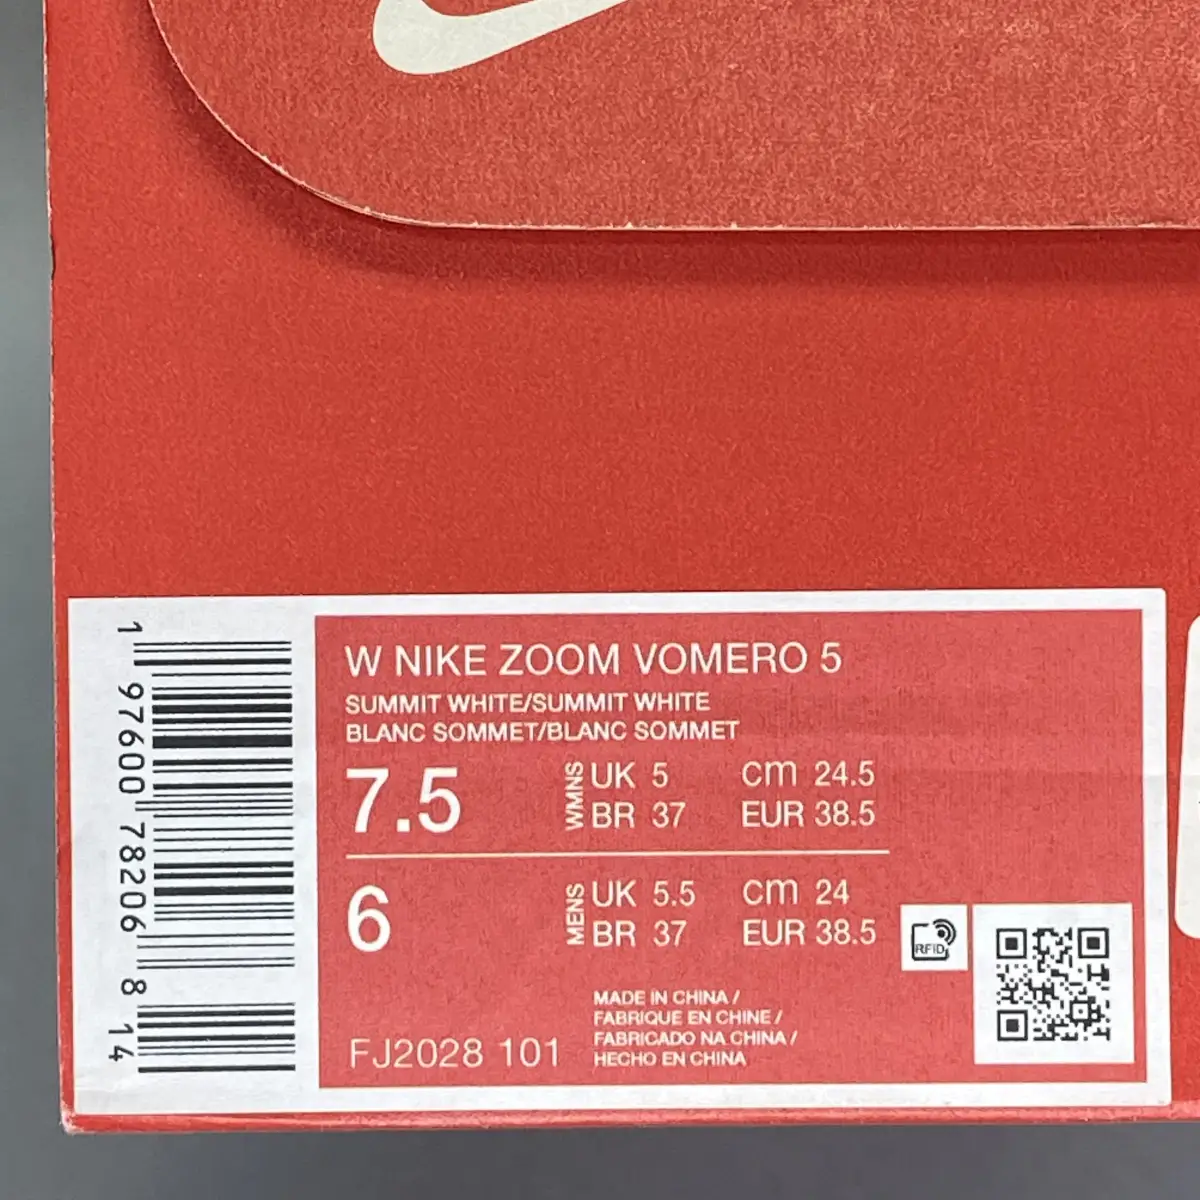 W NIKE ZOOM VOMERO 5
SUMMIT WHITE/SUMMIT WHITE
BLANC SOMMET/BLANC SOMMET
7.5 WMNS UK 5 cm 24.5
BR 37 EUR 38.5
6 MENS UK 5.5 cm 24
BR 37 EUR 38.5
RFID
MADE IN CHINA /
FABRIQUE EN CHINE /
FABRICADO NA CHINA /
HECHO EN CHINA
FJ2028 101
1 97600 78206 8 14